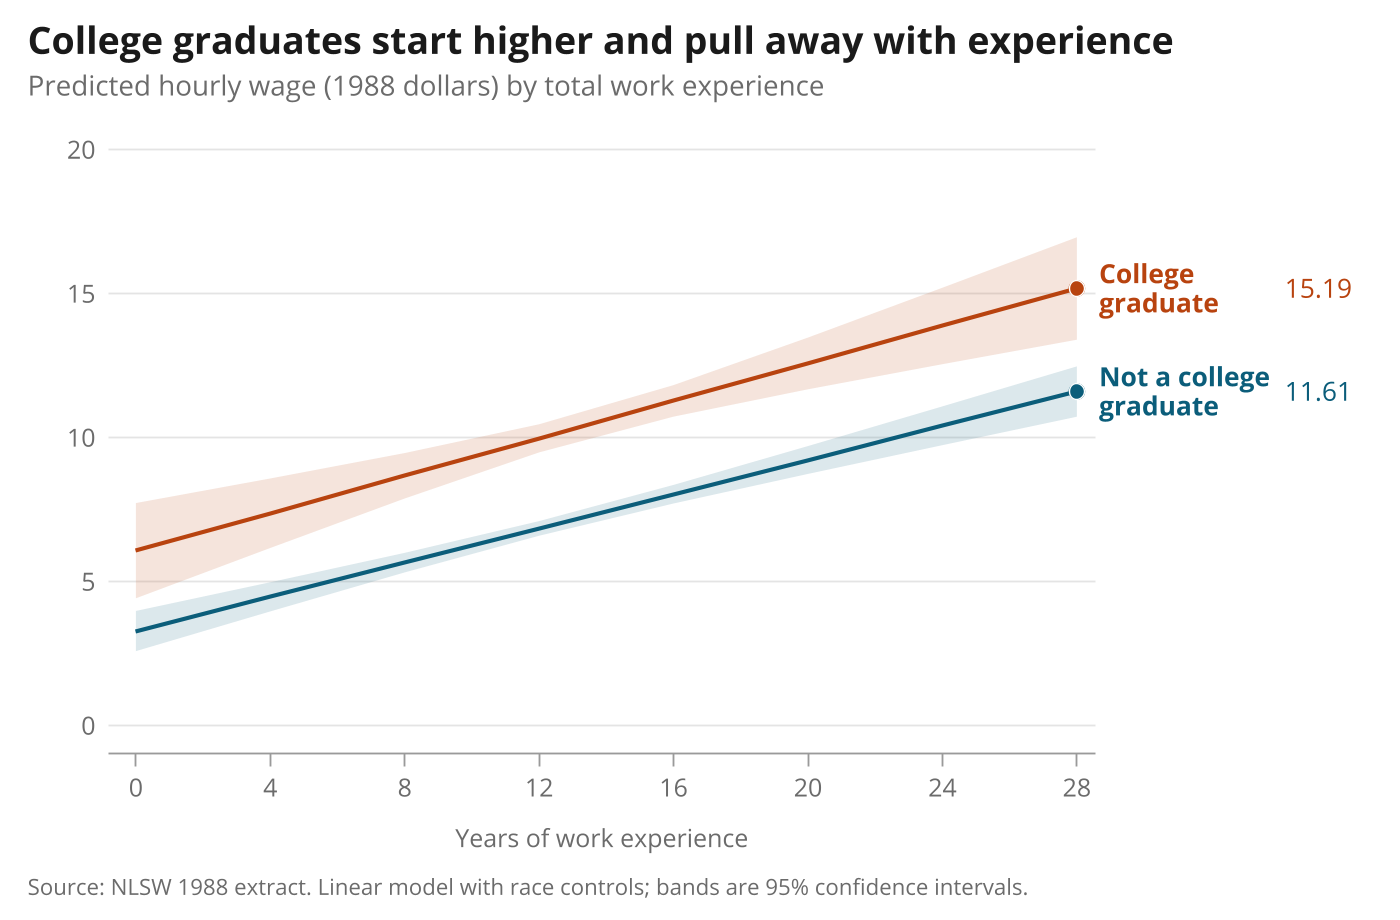 College graduates start higher and pull away with experience
Predicted hourly wage (1988 dollars) by total work experience
20
15
10
5
0
College
graduate
15.19
Not a college
graduate
11.61
0 4 8 12 16 20 24 28
Years of work experience
Source: NLSW 1988 extract. Linear model with race controls; bands are 95% confidence intervals.